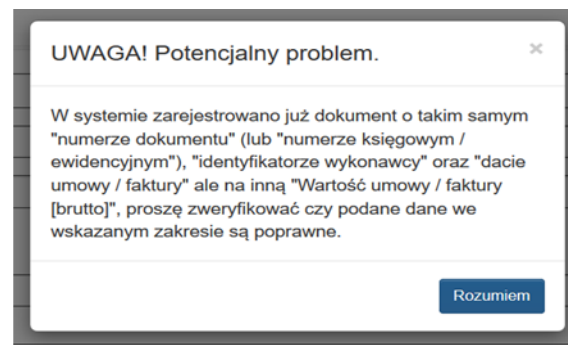 UWAGA! Potencjalny problem.
×
W systemie zarejestrowano już dokument o takim samym
"numerze dokumentu" (lub "numerze księgowym /
ewidencyjnym"), "identyfikatorze wykonawcy" oraz "dacie
umowy / faktury" ale na inną "Wartość umowy / faktury
[brutto]", proszę zweryfikować czy podane dane we
wskazanym zakresie są poprawne.
Rozumiem